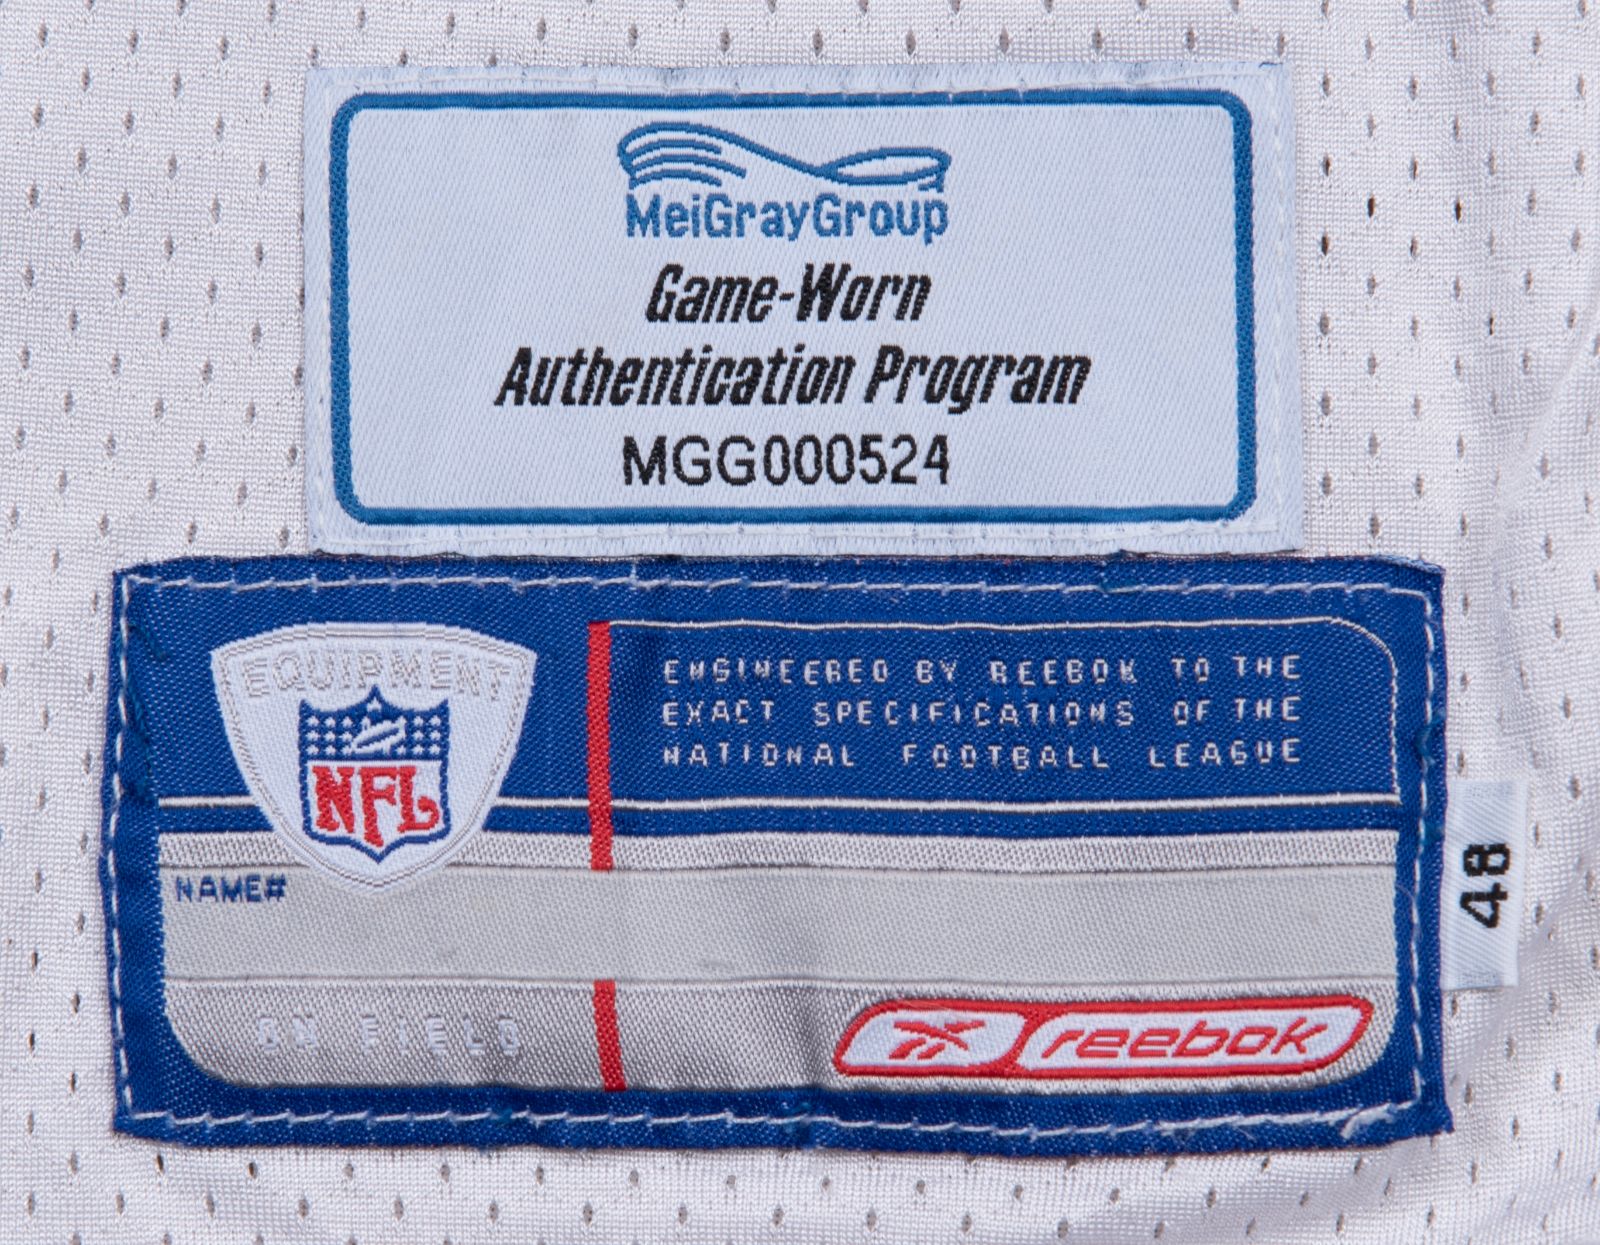 MeiGrayGroup
Game-Worn
Authentication Program
MGG000524
EQUIPMENT
NFL
ENGINEERED BY REEBOK TO THE
EXACT SPECIFICATIONS OF THE
NATIONAL FOOTBALL LEAGUE
NAME#
48
ON FIELD
reebok